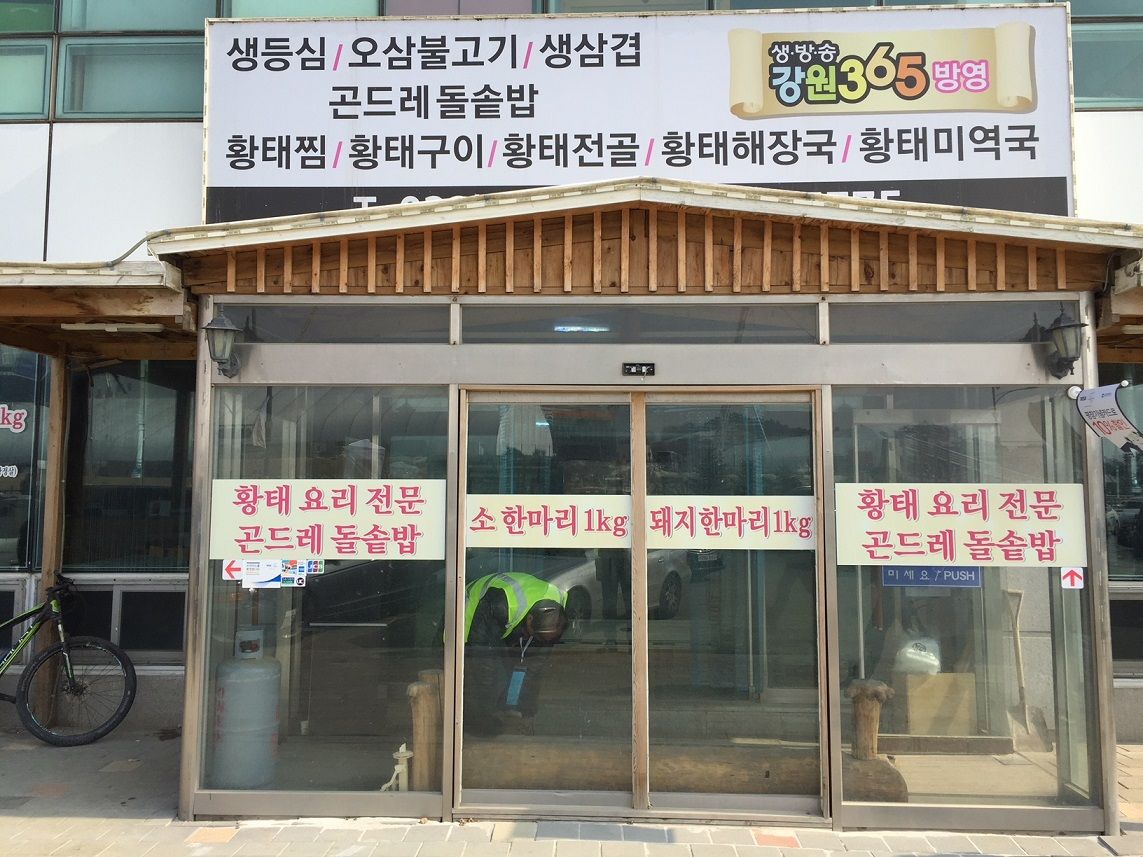 생등심/오삼불고기/생삼겹
곤드레 돌솥밥
황태찜/황태구이/황태전골/황태해장국/황태미역국
생·방·송
강원365방영
kg
황태 요리 전문
곤드레 돌솥밥
소 한마리 1kg
돼지한마리 1kg
황태 요리 전문
곤드레 돌솥밥
미세요 / PUSH
10%할인